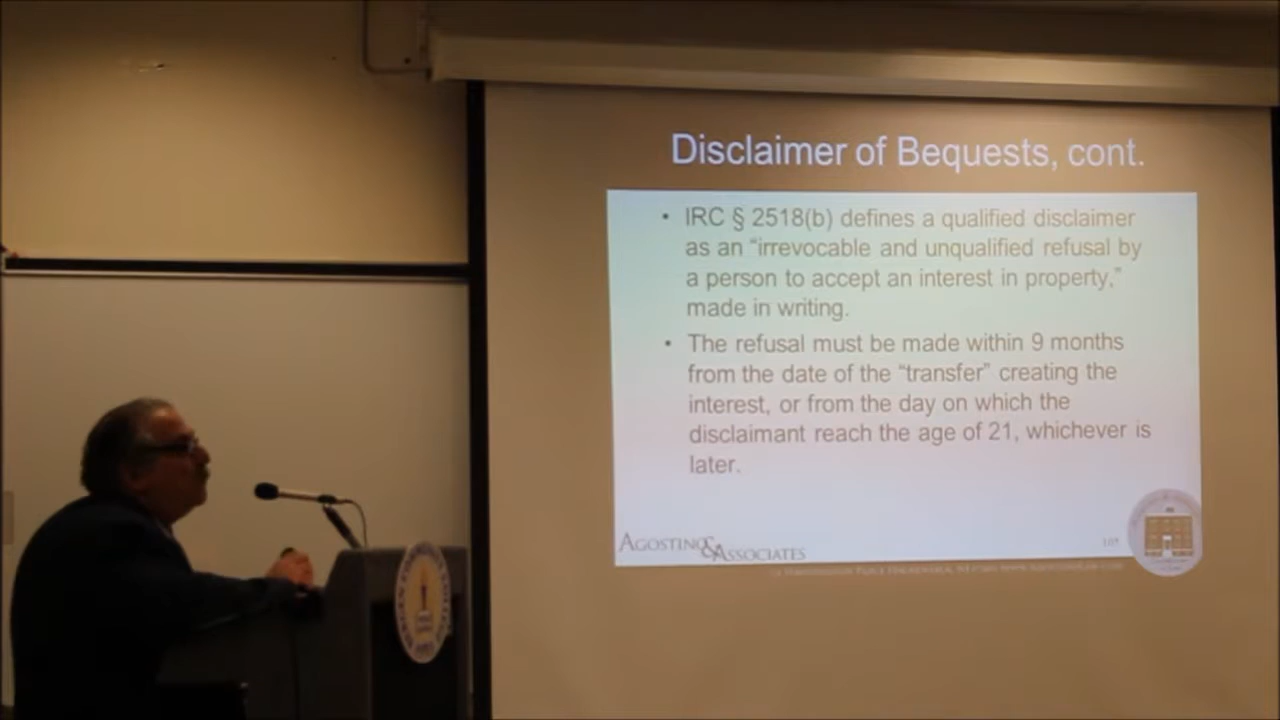 Disclaimer of Bequests, cont.
• IRC § 2518(b) defines a qualified disclaimer
as an “irrevocable and unqualified refusal by
a person to accept an interest in property,”
made in writing.
• The refusal must be made within 9 months
from the date of the “transfer” creating the
interest, or from the day on which the
disclaimant reach the age of 21, whichever is
later.
AGOSTINO & ASSOCIATES